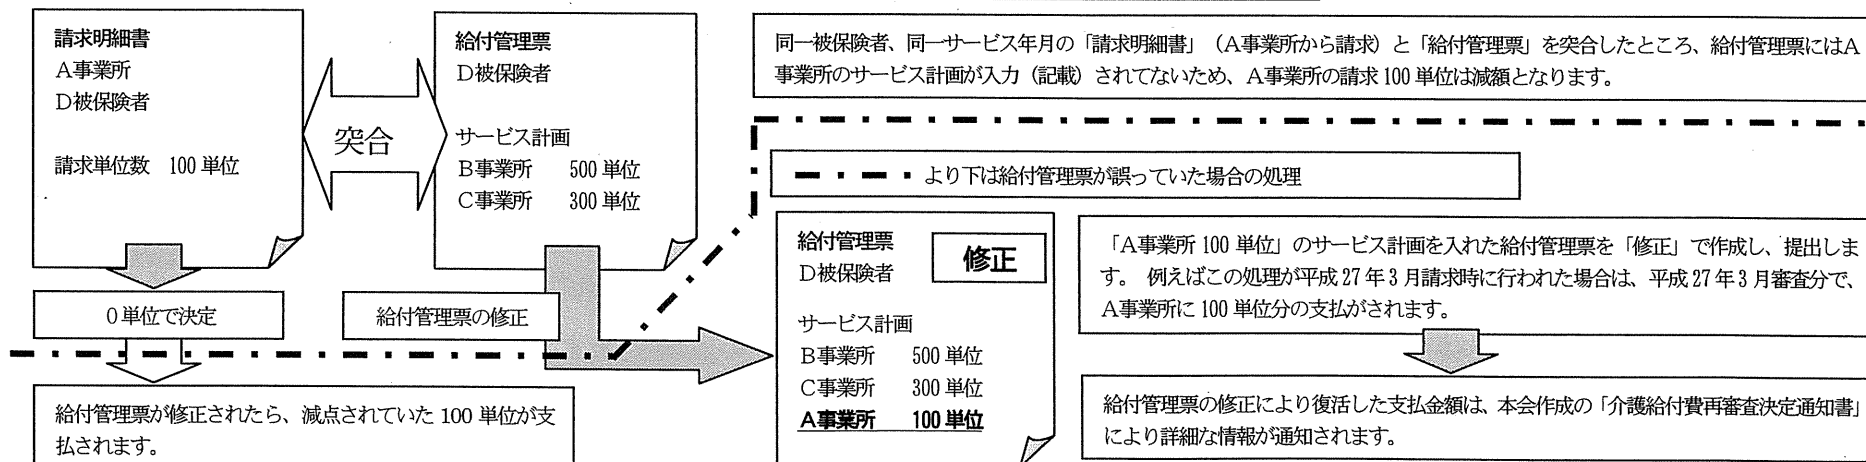 請求明細書
A事業所
D被保険者
請求単位数 100単位
突合
給付管理票
D被保険者
サービス計画
B事業所 500単位
C事業所 300単位
同一被保険者、同一サービス年月の「請求明細書」（A事業所から請求）と「給付管理票」を突合したところ、給付管理票にはA
事業所のサービス計画が入力（記載）されてないため、A事業所の請求100単位は減額となります。
より下は給付管理票が誤っていた場合の処理
0単位で決定
給付管理票の修正
給付管理票が修正されたら、減点されていた100単位が支
払されます。
給付管理票
D被保険者
修正
サービス計画
B事業所 500単位
C事業所 300単位
A事業所 100単位
「A事業所100単位」のサービス計画を入れた給付管理票を「修正」で作成し、提出しま
す。 例えばこの処理が平成27年3月請求時に行われた場合は、平成27年3月審査分で、
A事業所に100単位分の支払がされます。
給付管理票の修正により復活した支払金額は、本会作成の「介護給付費再審査決定通知書」
により詳細な情報が通知されます。